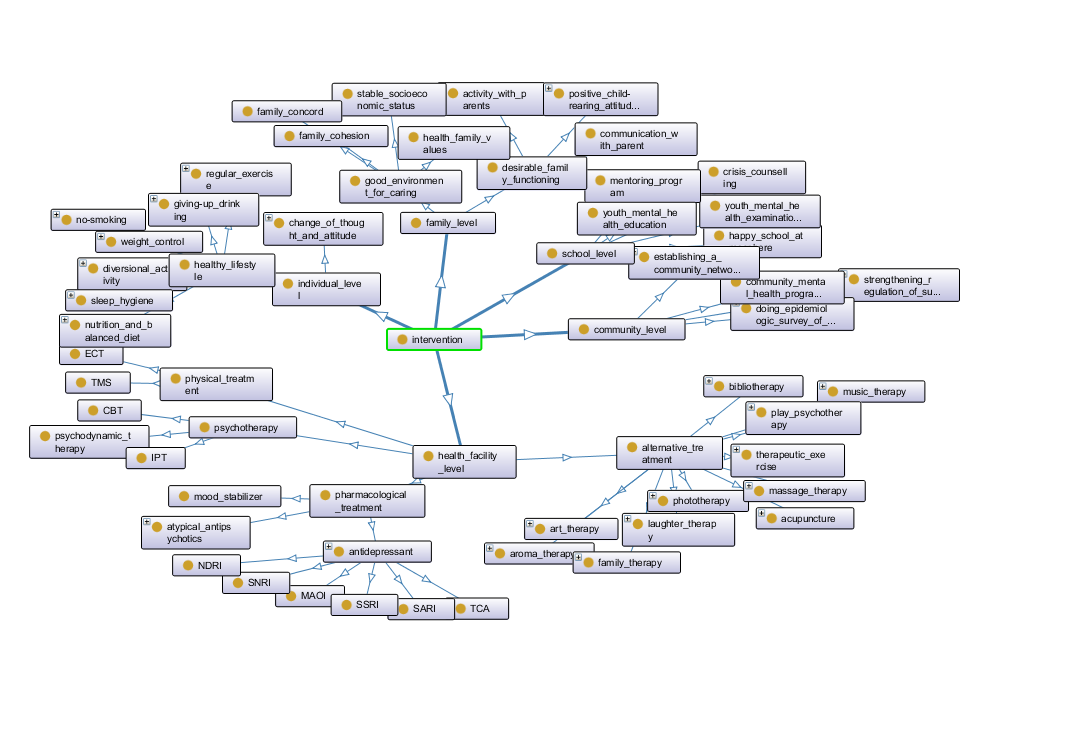 stable_socioeco
nomic_status
activity_with_p
arents
positive_child-
rearing_attitud...
family_concord
family_cohesion
health_family_v
alues
communication_w
ith_parent
regular_exercis
e
good_environmen
t_for_caring
desirable_famil
y_functioning
mentoring_progr
am
crisis_counsell
ing
giving-up_drink
ing
no-smoking
change_of_thoug
ht_and_attitude
family_level
youth_mental_he
alth_education
youth_mental_he
alth_examinatio...
weight_control
happy_school_at
school_level
establishing_a_
community_netwo...
diversional_act
ivity
healthy_lifesty
le
individual_leve
l
community_menta
l_health_progra...
strengthening_r
egulation_of_su...
sleep_hygiene
doing_epidemiol
ogic_survey_of_...
nutrition_and_b
alanced_diet
intervention
community_level
ECT
TMS
physical_treatm
ent
bibliotherapy
music_therapy
CBT
psychotherapy
play_psychother
apy
psychodynamic_t
herapy
IPT
health_facility
_level
alternative_tre
atment
therapeutic_exe
rcise
mood_stabilizer
pharmacological
_treatment
phototherapy
massage_therapy
atypical_antips
ychotics
art_therapy
laughter_therap
y
acupuncture
antidepressant
aroma_therapy
family_therapy
NDRI
SNRI
MAOI
SSRI
SARI
TCA